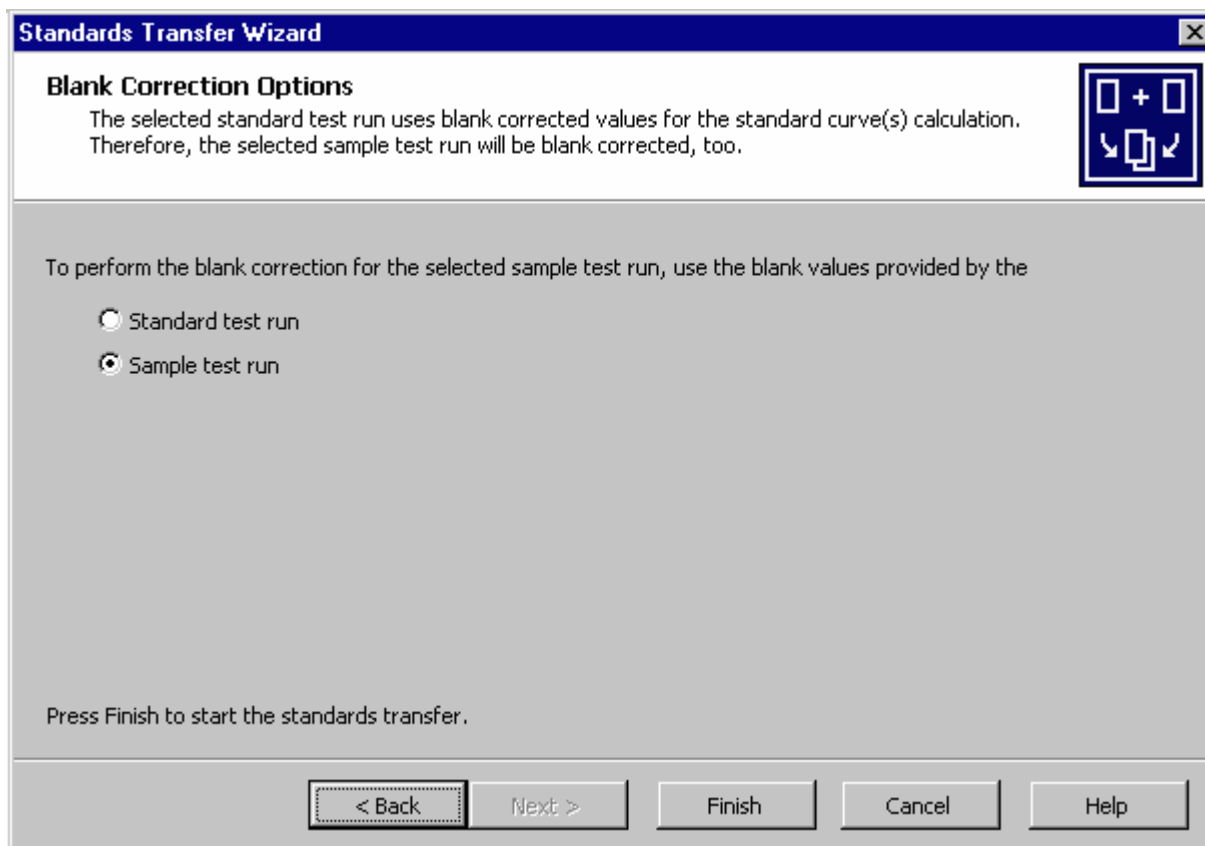 Standards Transfer Wizard
Blank Correction Options
The selected standard test run uses blank corrected values for the standard curve(s) calculation.
Therefore, the selected sample test run will be blank corrected, too.
To perform the blank correction for the selected sample test run, use the blank values provided by the
Standard test run
Sample test run
Press Finish to start the standards transfer.
< Back
Next >
Finish
Cancel
Help